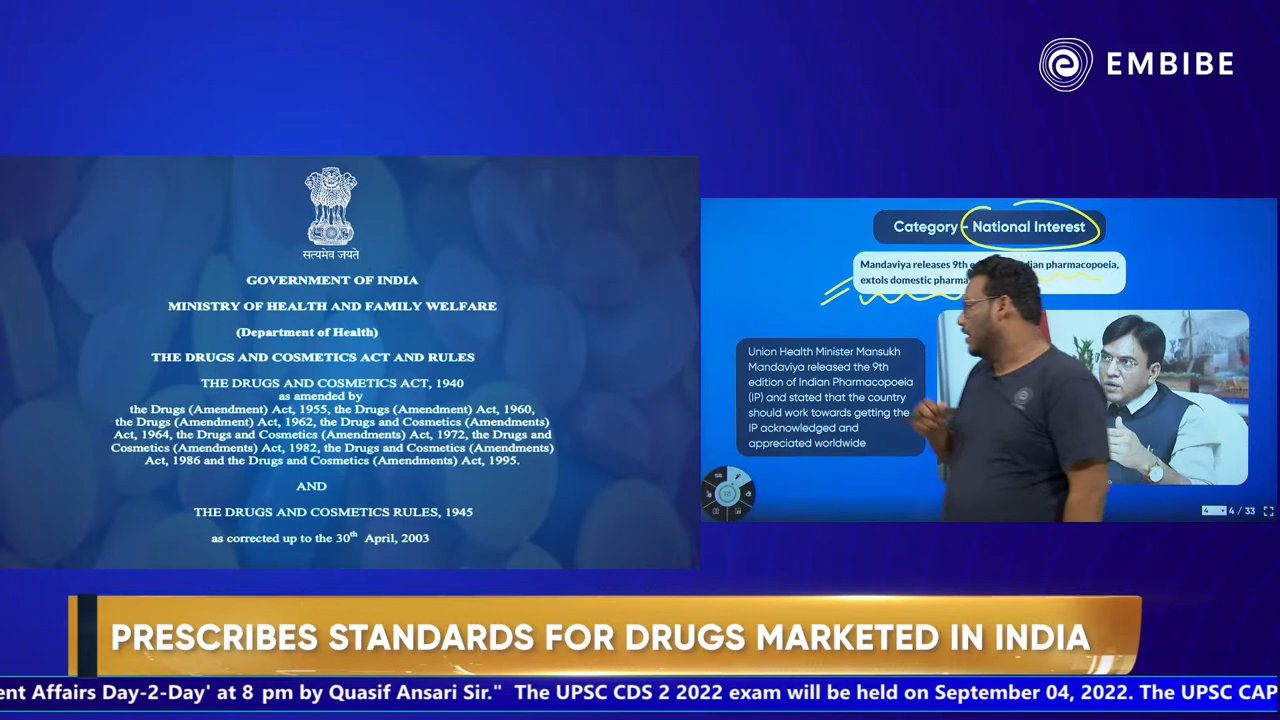 EMBIBE
सत्यमेव जयते
GOVERNMENT OF INDIA
MINISTRY OF HEALTH AND FAMILY WELFARE
(Department of Health)
THE DRUGS AND COSMETICS ACT AND RULES
THE DRUGS AND COSMETICS ACT, 1940
as amended by
the Drugs (Amendment) Act, 1955, the Drugs (Amendment) Act, 1960,
the Drugs (Amendment) Act, 1962, the Drugs and Cosmetics (Amendments)
Act, 1964, the Drugs and Cosmetics (Amendments) Act, 1972, the Drugs and
Cosmetics (Amendments) Act, 1982, the Drugs and Cosmetics (Amendments)
Act, 1986 and the Drugs and Cosmetics (Amendments) Act, 1995.
AND
THE DRUGS AND COSMETICS RULES, 1945
as corrected up to the 30th April, 2003
Category - National Interest
Mandaviya releases 9th pharmacopoeia,
extols domestic
Union Health Minister Mansukh
Mandaviya released the 9th
edition of Indian Pharmacopoeia
(IP) and stated that the country
should work towards getting the
IP acknowledged and
appreciated worldwide
4 4 / 33
PRESCRIBES STANDARDS FOR DRUGS MARKETED IN INDIA
ent Affairs Day-2-Day' at 8 pm by Quasif Ansari Sir." The UPSC CDS 2 2022 exam will be held on September 04, 2022. The UPSC CAP